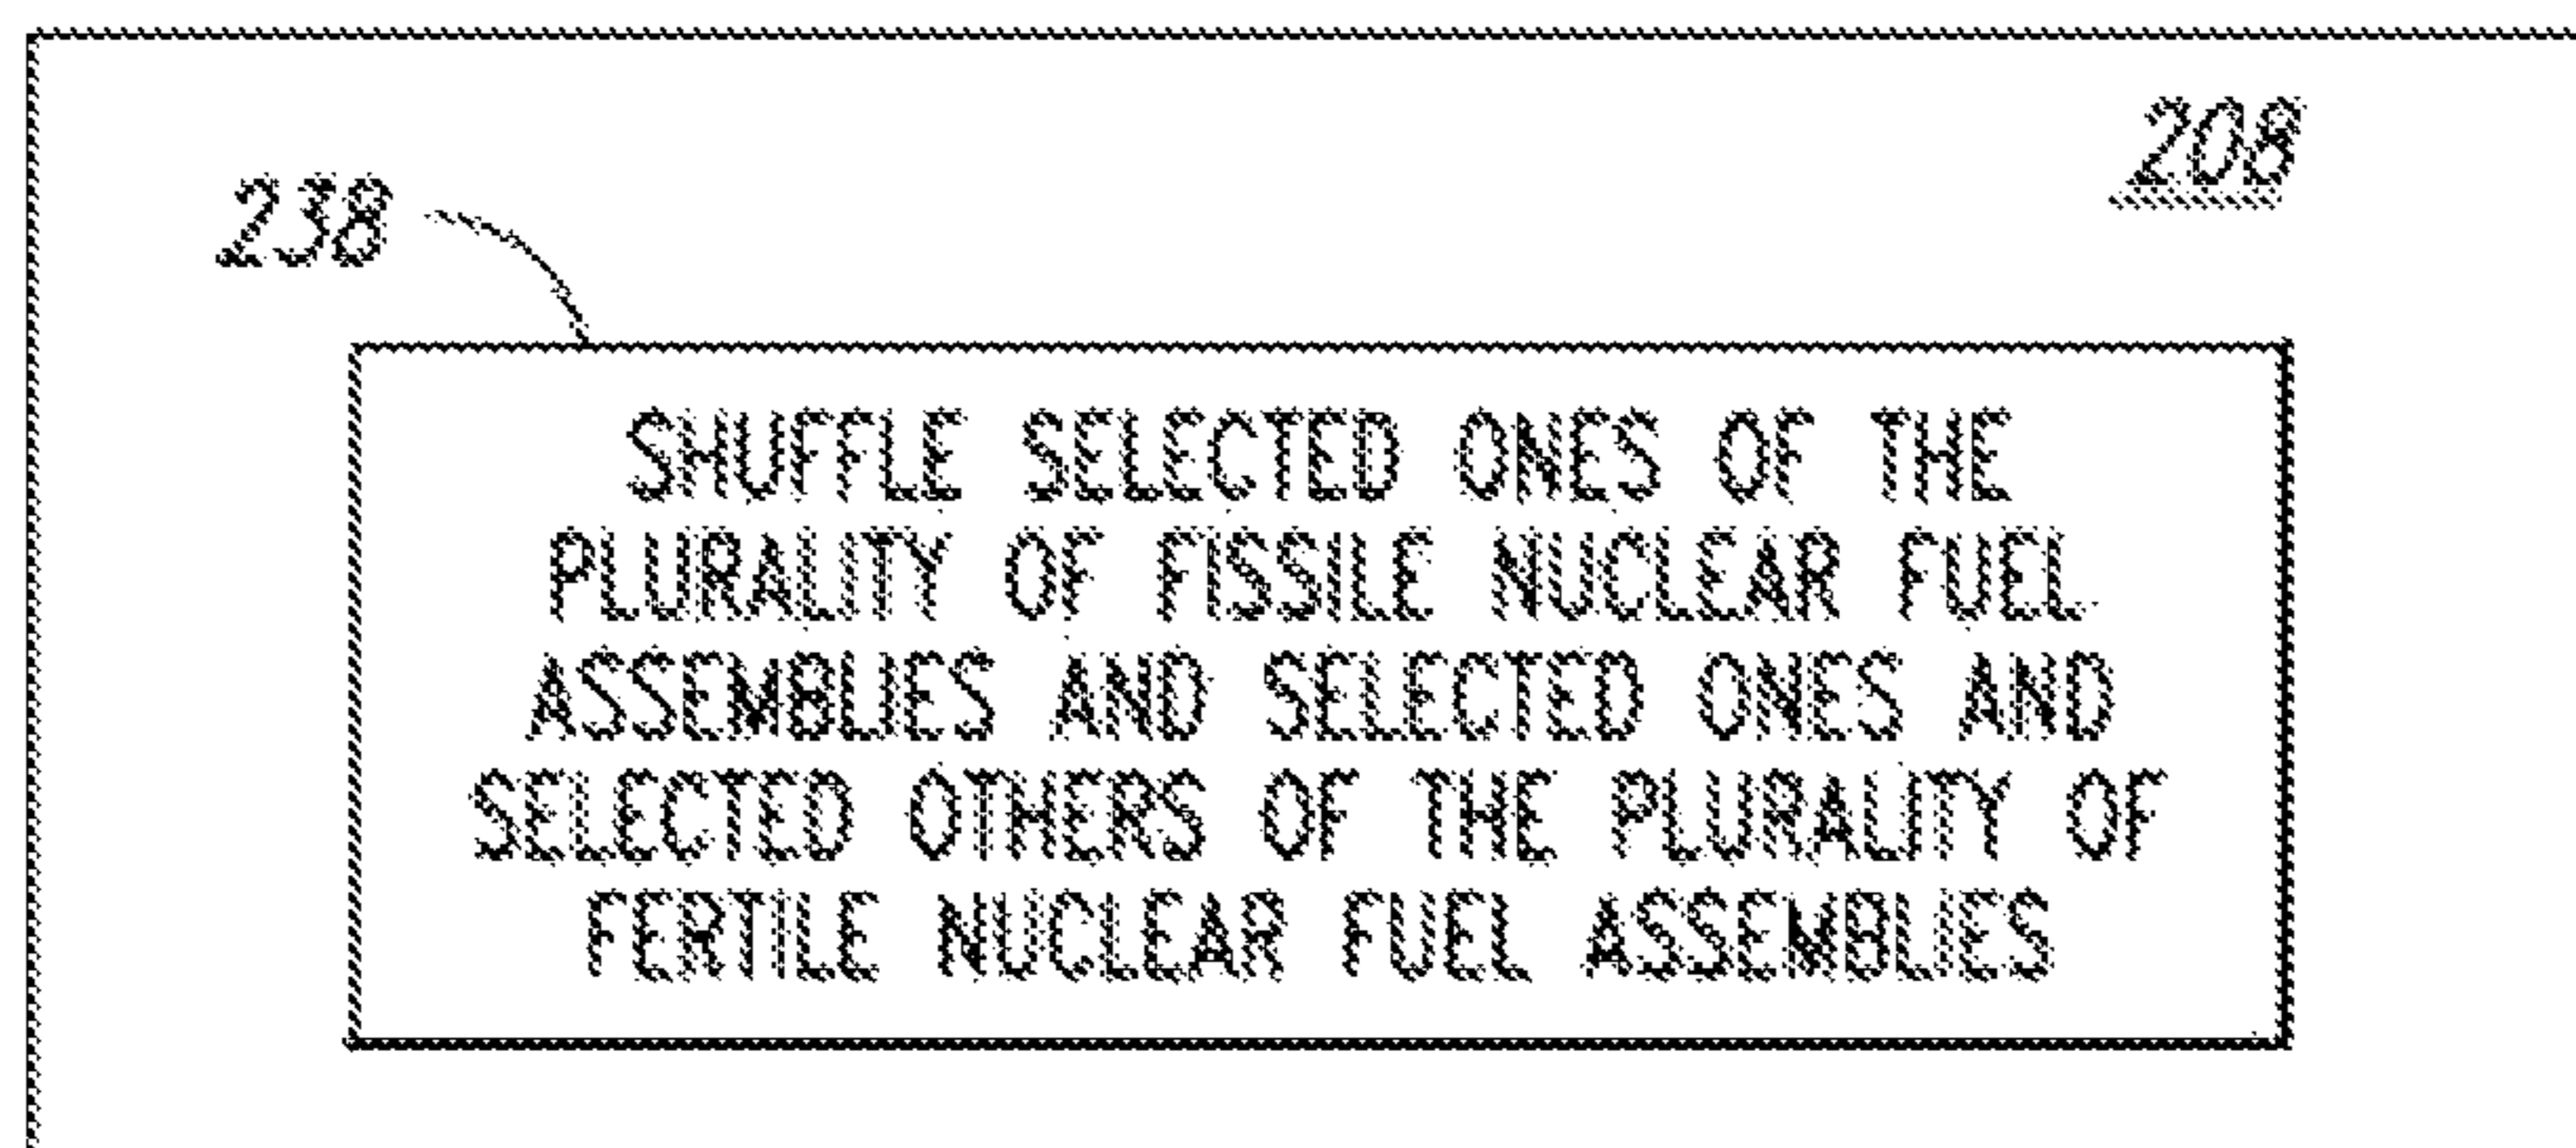 208
238
SHUFFLE SELECTED ONES OF THE
PLURALITY OF FISSILE NUCLEAR FUEL
ASSEMBLIES AND SELECTED ONES AND
SELECTED OTHERS OF THE PLURALITY OF
FERTILE NUCLEAR FUEL ASSEMBLIES